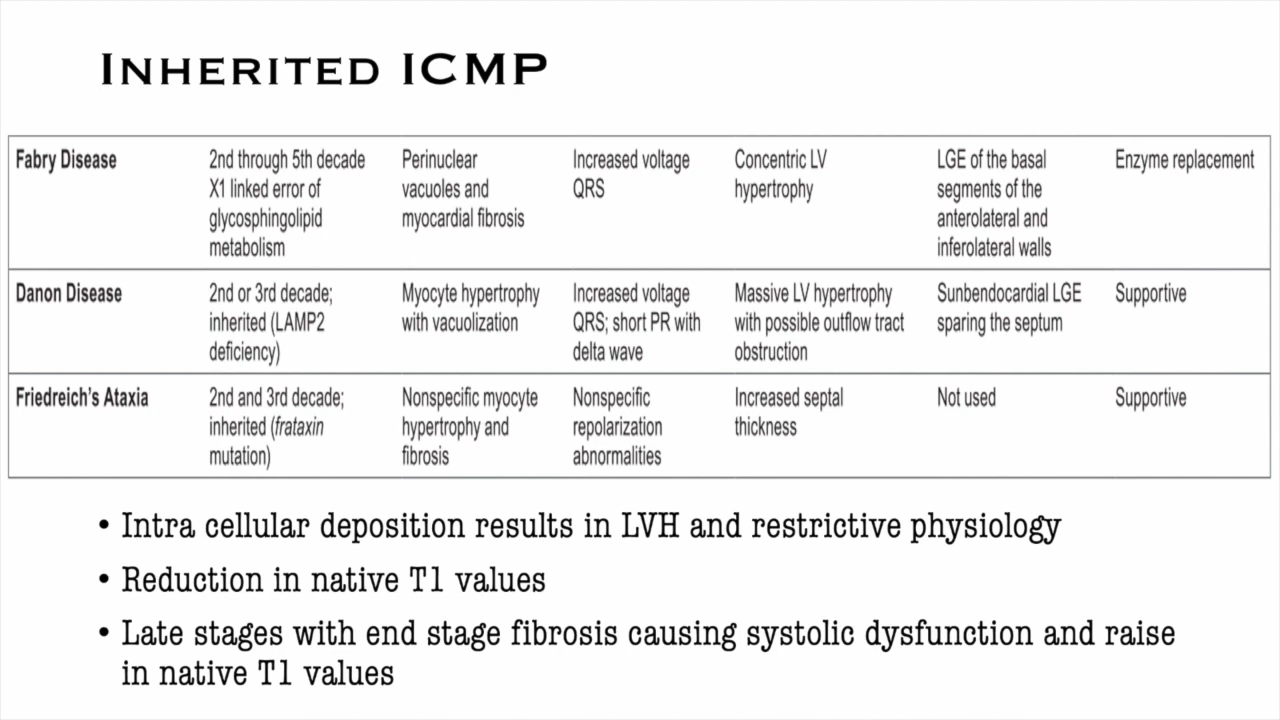 INHERITED ICMP
Fabry Disease
2nd through 5th decade
X1 linked error of
glycosphingolipid
metabolism
Perinuclear
vacuoles and
myocardial fibrosis
Increased voltage
QRS
Concentric LV
hypertrophy
LGE of the basal
segments of the
anterolateral and
inferolateral walls
Enzyme replacement
Danon Disease
2nd or 3rd decade;
inherited (LAMP2
deficiency)
Myocyte hypertrophy
with vacuolization
Increased voltage
QRS; short PR with
delta wave
Massive LV hypertrophy
with possible outflow tract
obstruction
Sunbendocardial LGE
sparing the septum
Supportive
Friedreich's Ataxia
2nd and 3rd decade;
inherited (frataxin
mutation)
Nonspecific myocyte
hypertrophy and
fibrosis
Nonspecific
repolarization
abnormalities
Increased septal
thickness
Not used
Supportive
• Intra cellular deposition results in LVH and restrictive physiology
• Reduction in native T1 values
• Late stages with end stage fibrosis causing systolic dysfunction and raise
in native T1 values